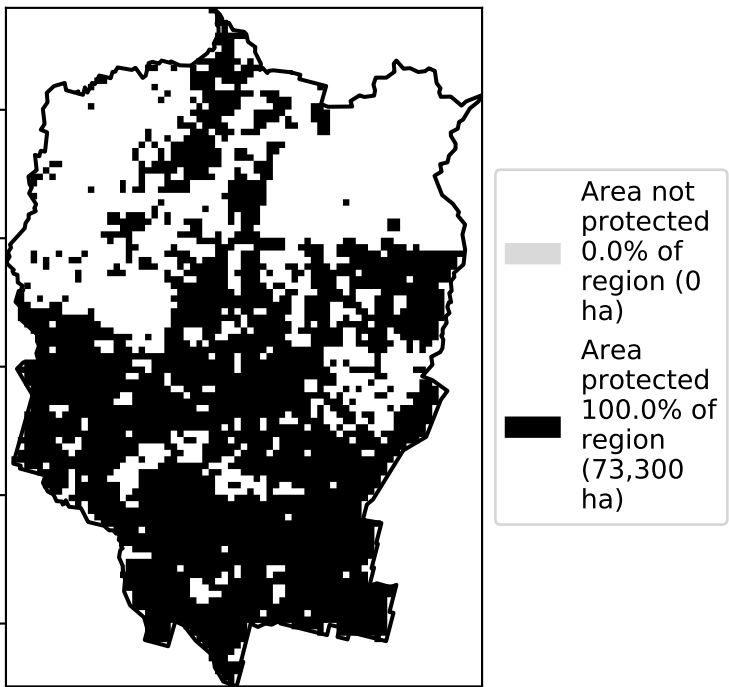 Area not
protected
0.0% of
region (0
ha)
Area
protected
100.0% of
region
(73,300
ha)